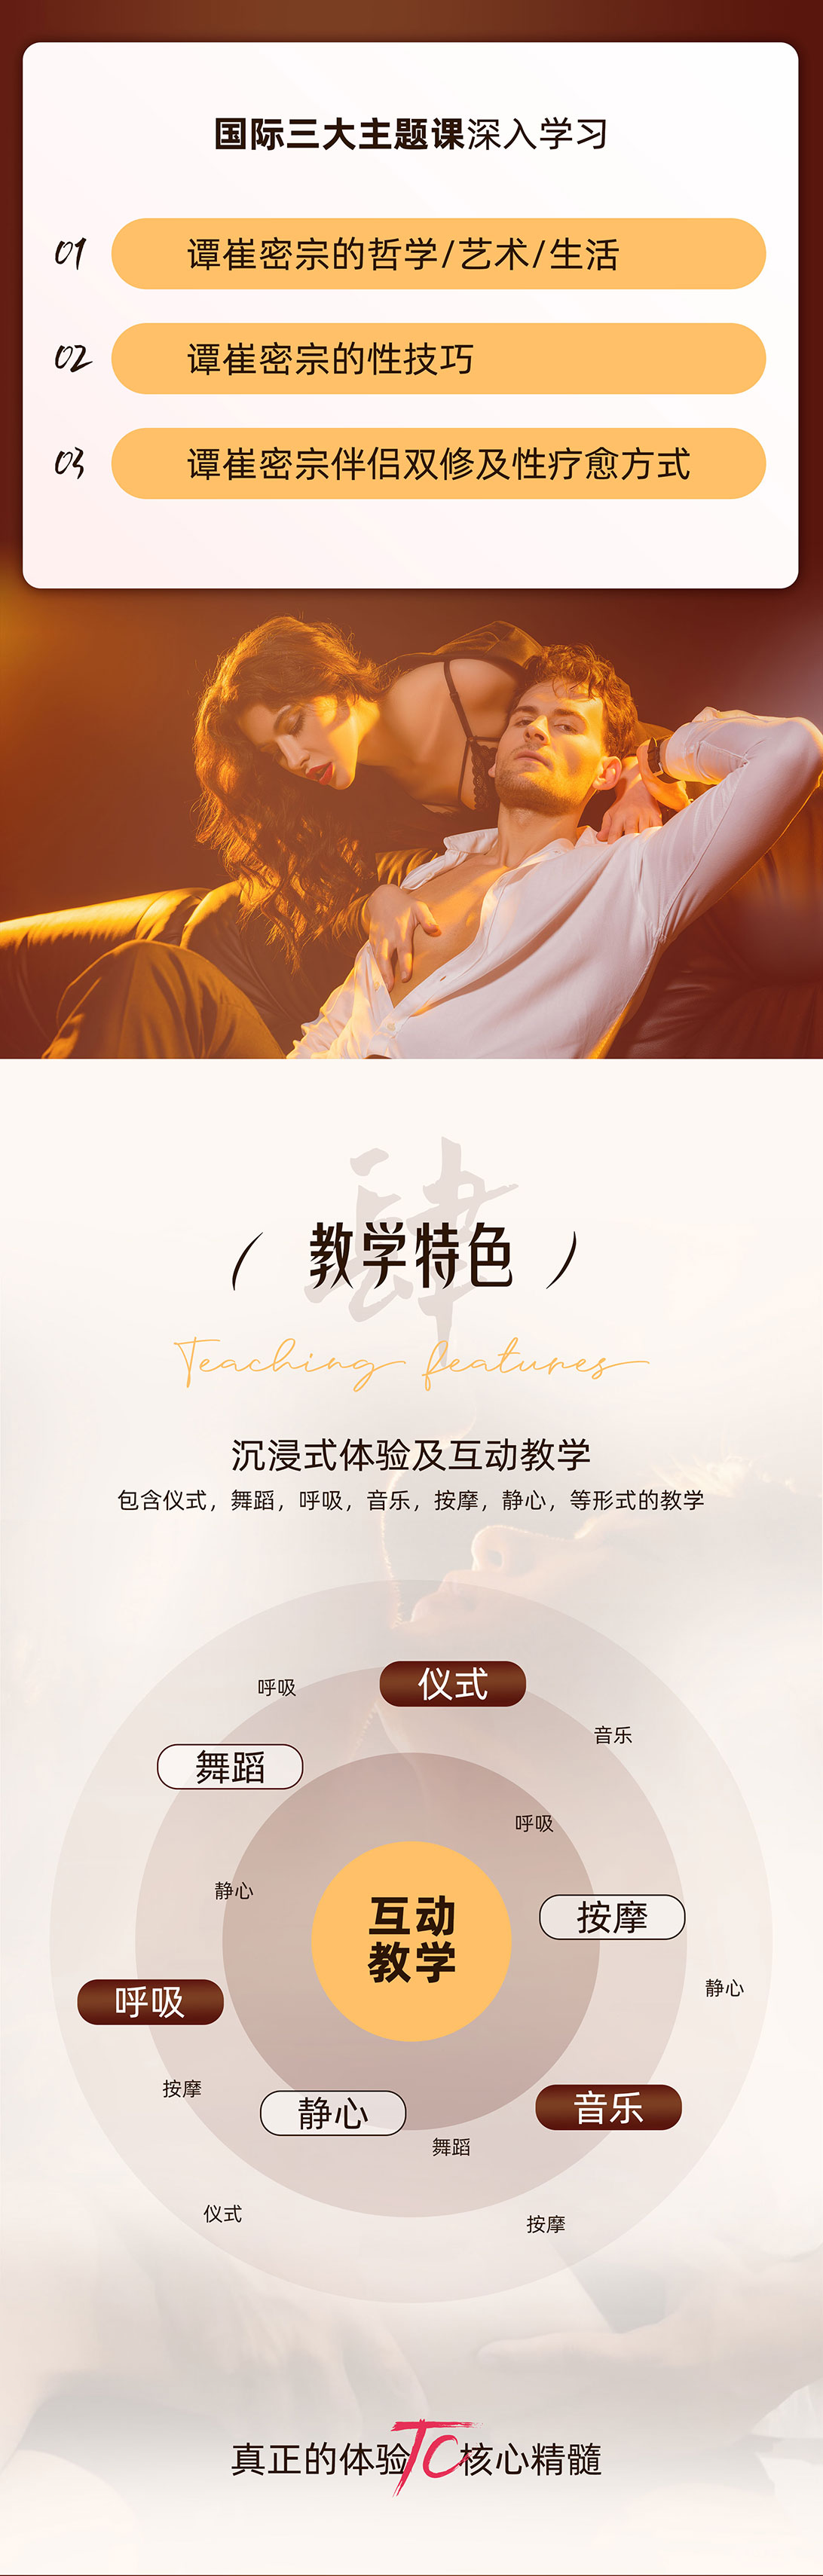 国际三大主题课深入学习
01 谭崔密宗的哲学/艺术/生活
02 谭崔密宗的性技巧
03 谭崔密宗伴侣双修及性疗愈方式
肆
( 教学特色 )
Teaching features
沉浸式体验及互动教学
包含仪式，舞蹈，呼吸，音乐，按摩，静心，等形式的教学
仪式
呼吸
音乐
舞蹈
呼吸
静心
互动
教学
按摩
静心
呼吸
按摩
静心
音乐
舞蹈
仪式
按摩
真正的体验TC核心精髓